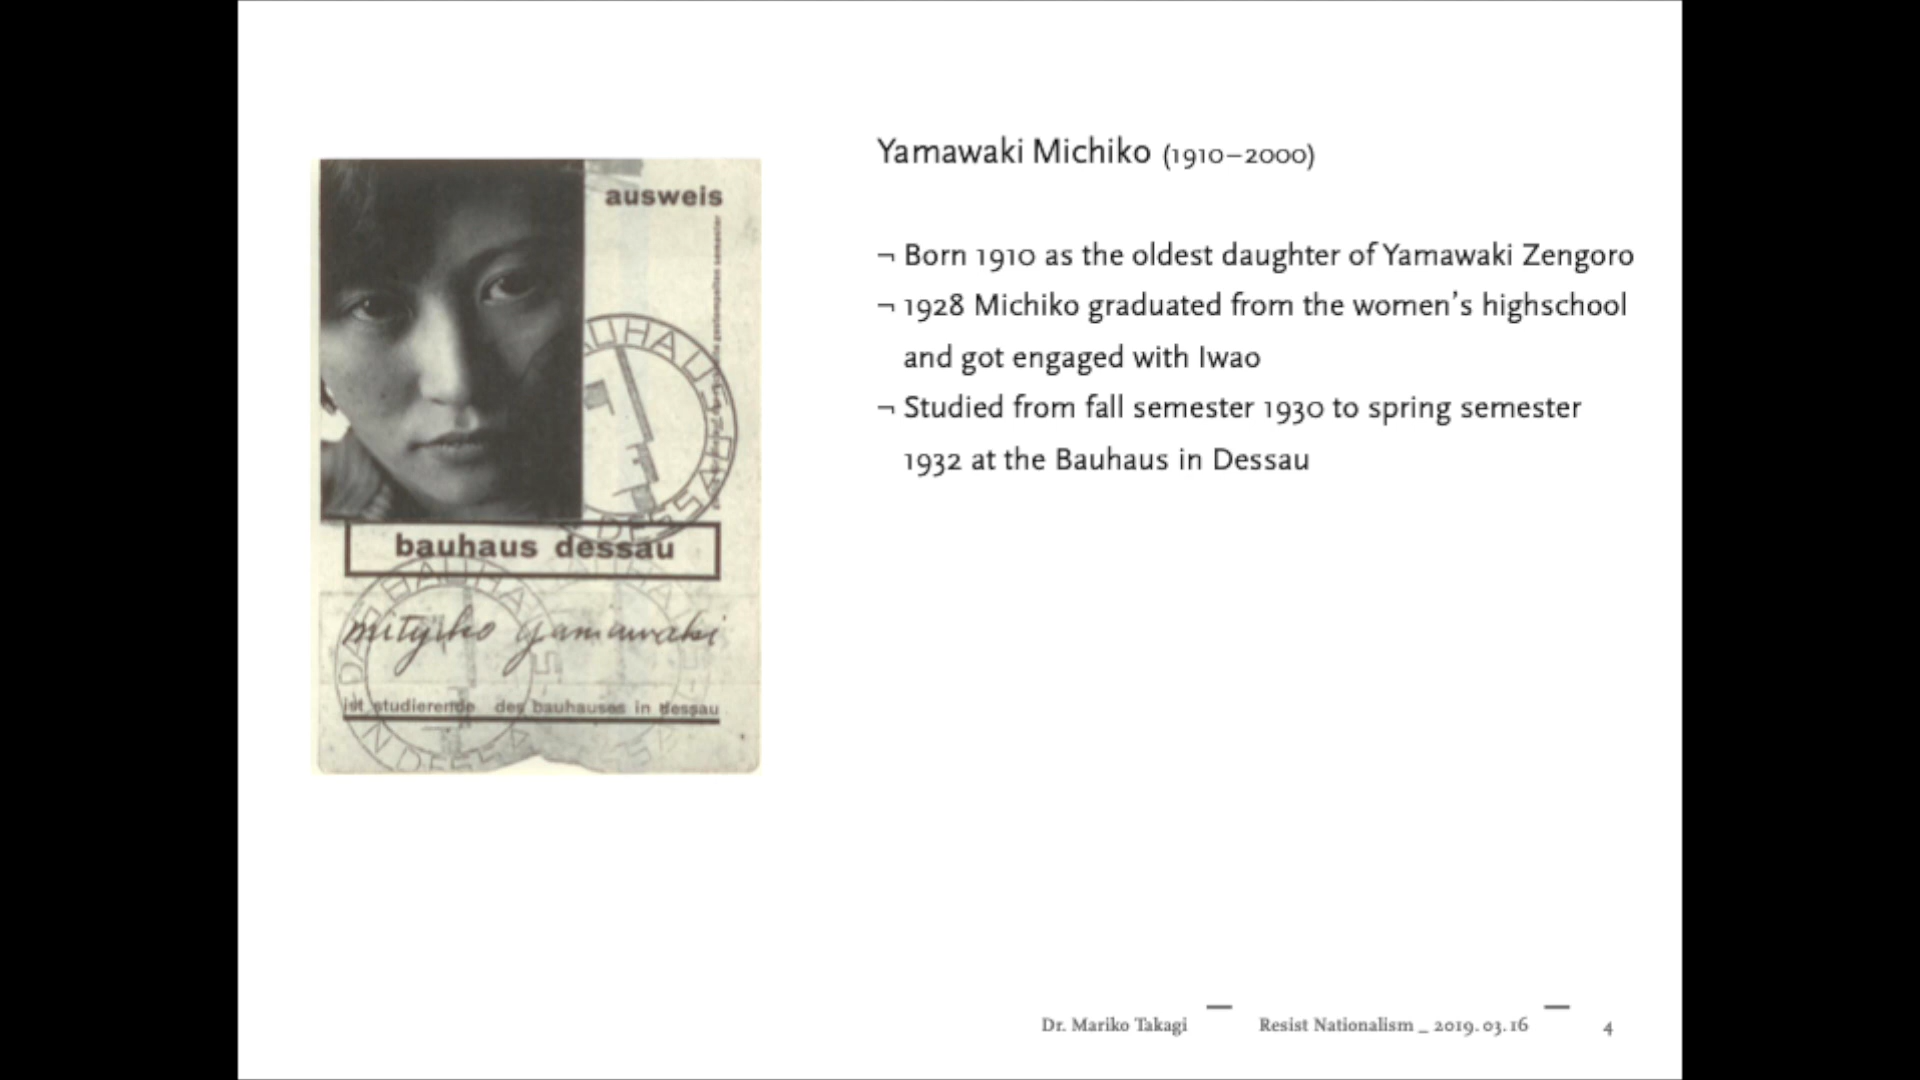 Yamawaki Michiko (1910–2000)
¬ Born 1910 as the oldest daughter of Yamawaki Zengoro
¬ 1928 Michiko graduated from the women’s highschool
and got engaged with Iwao
¬ Studied from fall semester 1930 to spring semester
1932 at the Bauhaus in Dessau
ausweis
bauhaus dessau
mityiko yamawaki
ist studierende des bauhauses in dessau
Dr. Mariko Takagi — Resist Nationalism _ 2019.03.16 — 4